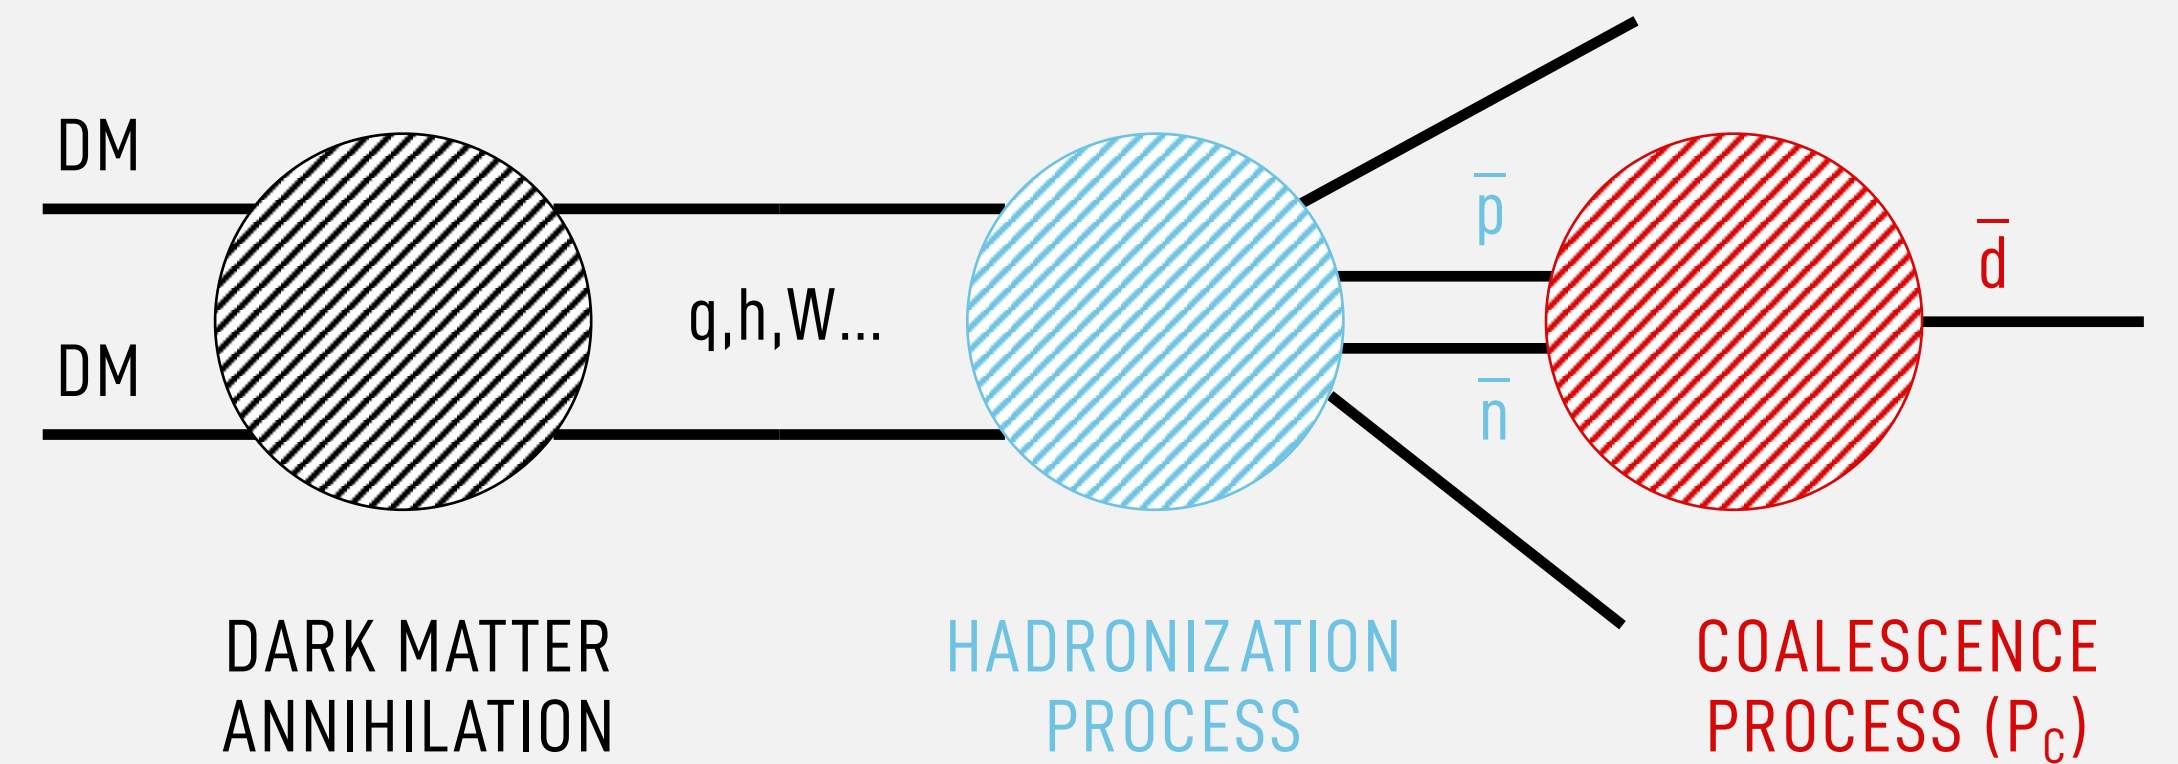 DM
DM
q,h,W...
p̅
n̅
d̅
DARK MATTER
ANNIHILATION
HADRONIZATION
PROCESS
COALESCENCE
PROCESS (P_C)